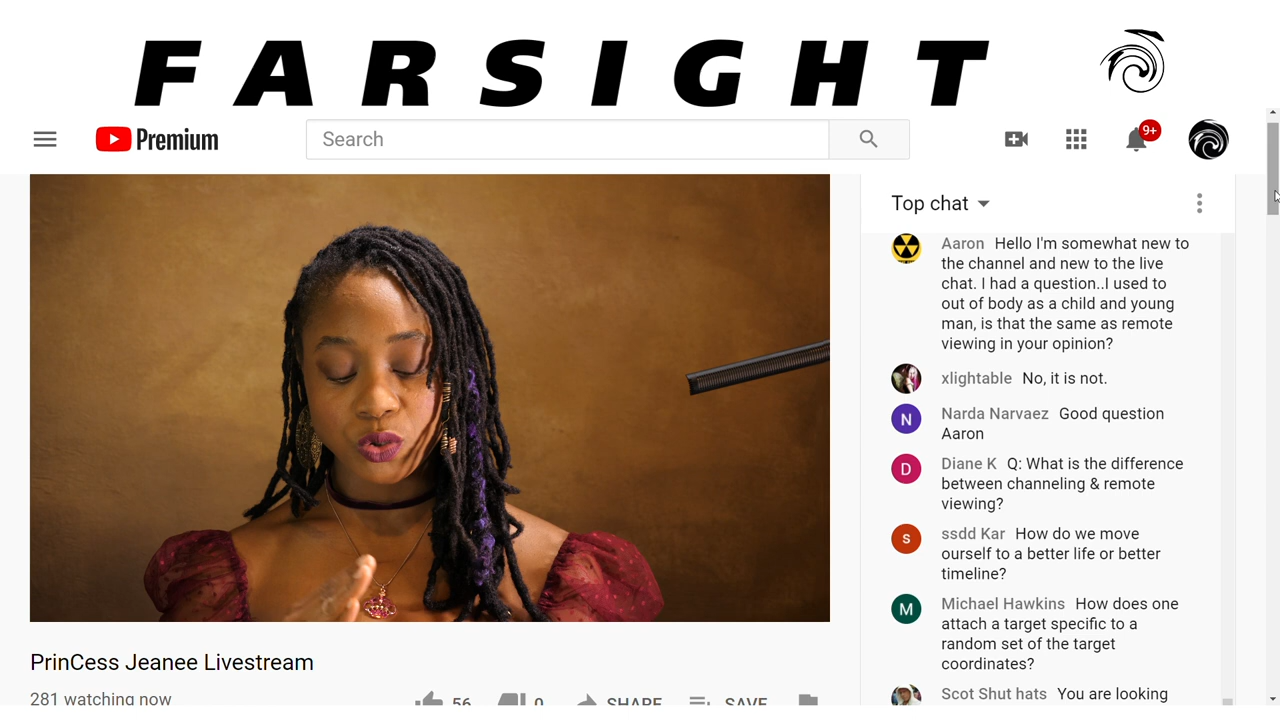 FARSIGHT
Premium
Search
9+
Top chat
Aaron Hello I'm somewhat new to
the channel and new to the live
chat. I had a question..I used to
out of body as a child and young
man, is that the same as remote
viewing in your opinion?
xlightable No, it is not.
N
Narda Narvaez Good question
Aaron
D
Diane K Q: What is the difference
between channeling & remote
viewing?
s
ssdd Kar How do we move
ourself to a better life or better
timeline?
M
Michael Hawkins How does one
attach a target specific to a
random set of the target
coordinates?
Scot Shut hats You are looking
PrinCess Jeanee Livestream
281 watching now
56
0
SHARE
SAVE